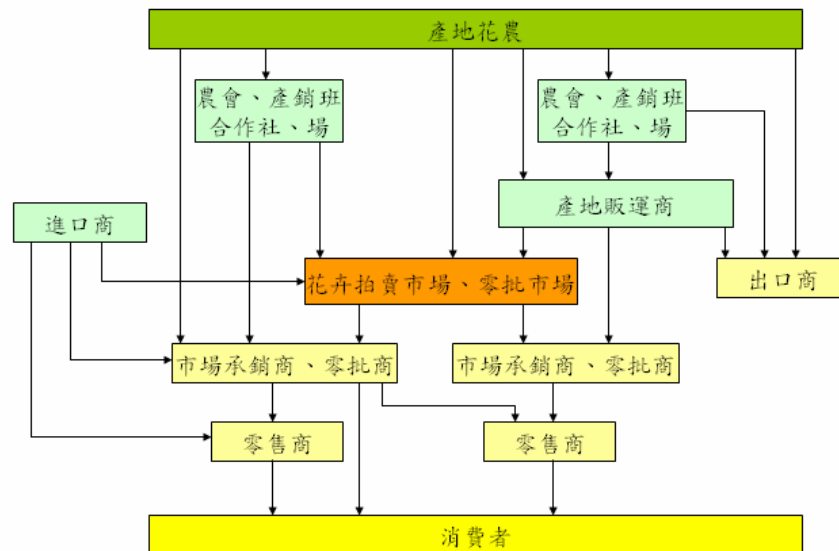 產地花農
農會、產銷班
合作社、場
農會、產銷班
合作社、場
產地販運商
進口商
花卉拍賣市場、零批市場
出口商
市場承銷商、零批商
市場承銷商、零批商
零售商
零售商
消費者